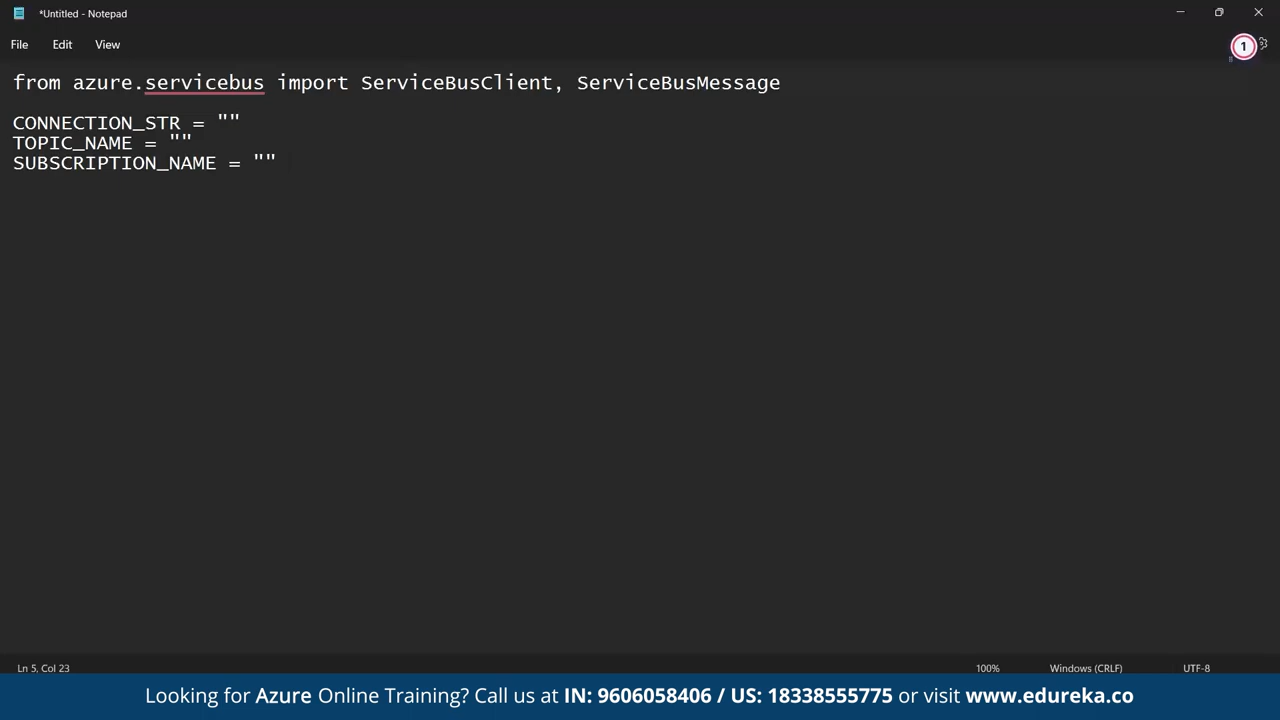 *Untitled - Notepad
File Edit View
1
from azure.servicebus import ServiceBusClient, ServiceBusMessage
CONNECTION_STR = ""
TOPIC_NAME = ""
SUBSCRIPTION_NAME = ""
Ln 5, Col 23 100% Windows (CRLF) UTF-8
Looking for Azure Online Training? Call us at IN: 9606058406 / US: 18338555775 or visit www.edureka.co